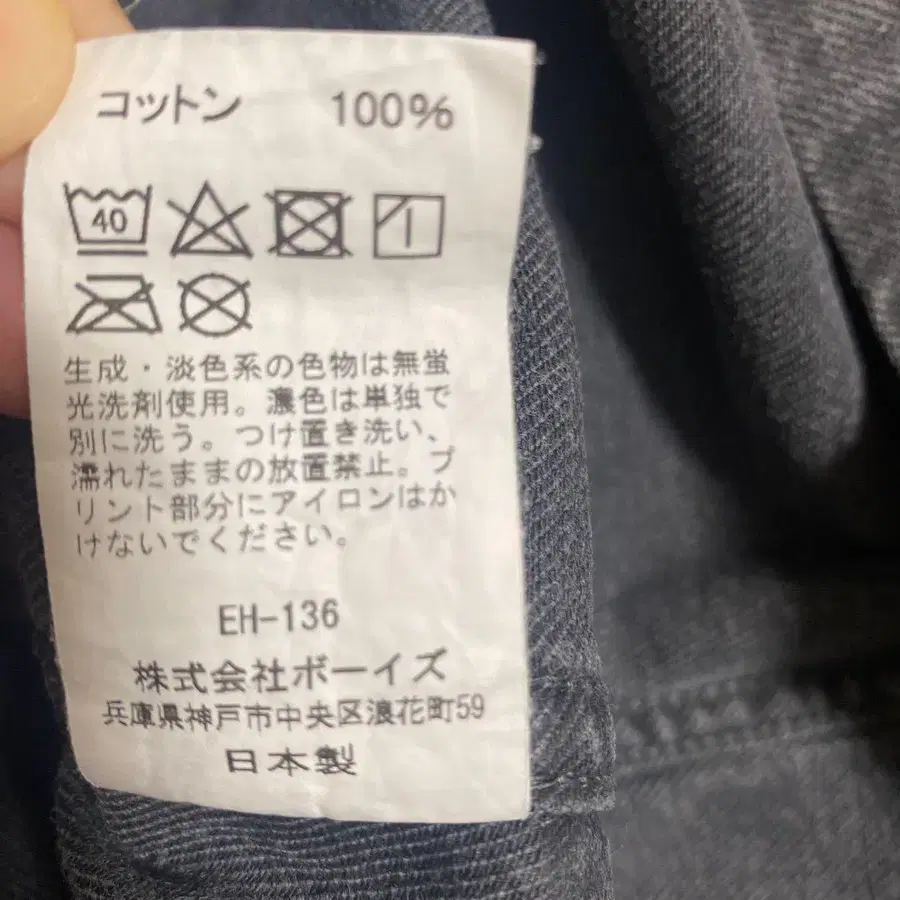 コットン 100%
40
生成・淡色系の色物は無蛍
光洗剤使用。濃色は単独で
別に洗う。つけ置き洗い、
濡れたままの放置禁止。プ
リント部分にアイロンはか
けないでください。
EH-136
株式会社ボーイズ
兵庫県神戸市中央区浪花町59
日本製